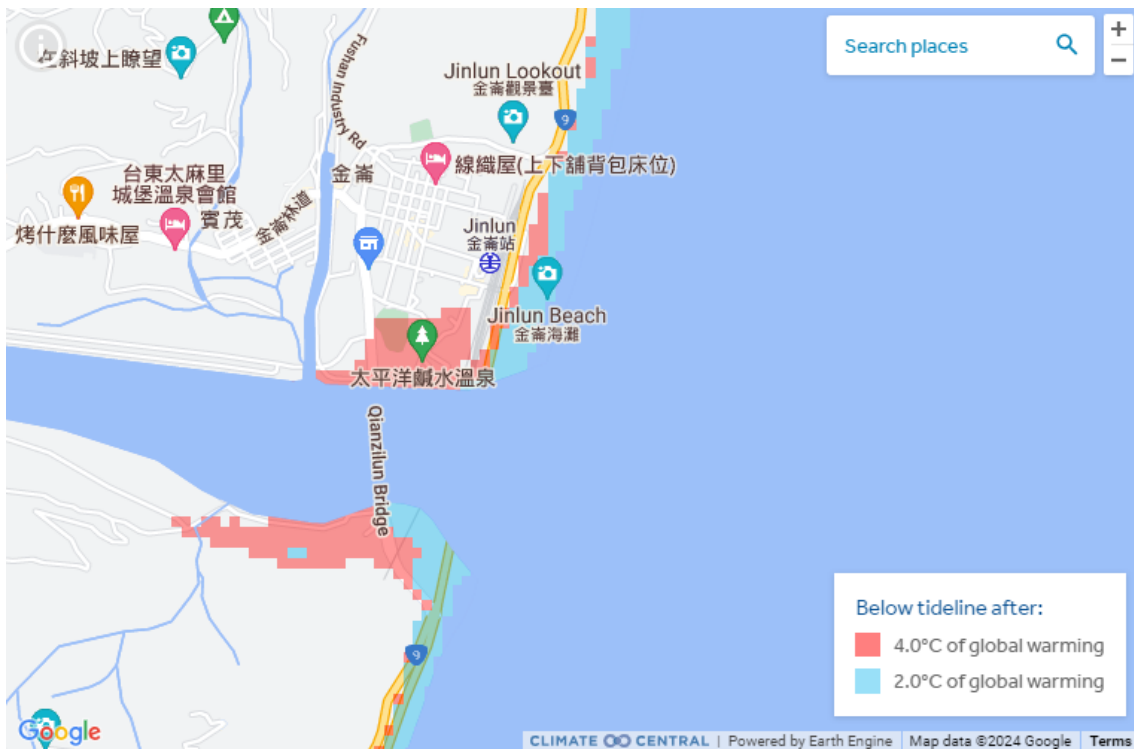 Search places
+
−
在斜坡上瞭望
Fushan Industry Rd
Jinlun Lookout
金崙觀景臺
9
線織屋(上下舖背包床位)
金崙
台東太麻里
城堡溫泉會館
賓茂
金崙林道
烤什麼風味屋
Jinlun
金崙站
Jinlun Beach
金崙海灘
太平洋鹹水溫泉
Qianzilun Bridge
9
Below tideline after:
4.0°C of global warming
2.0°C of global warming
Google
CLIMATE CENTRAL | Powered by Earth Engine | Map data ©2024 Google | Terms